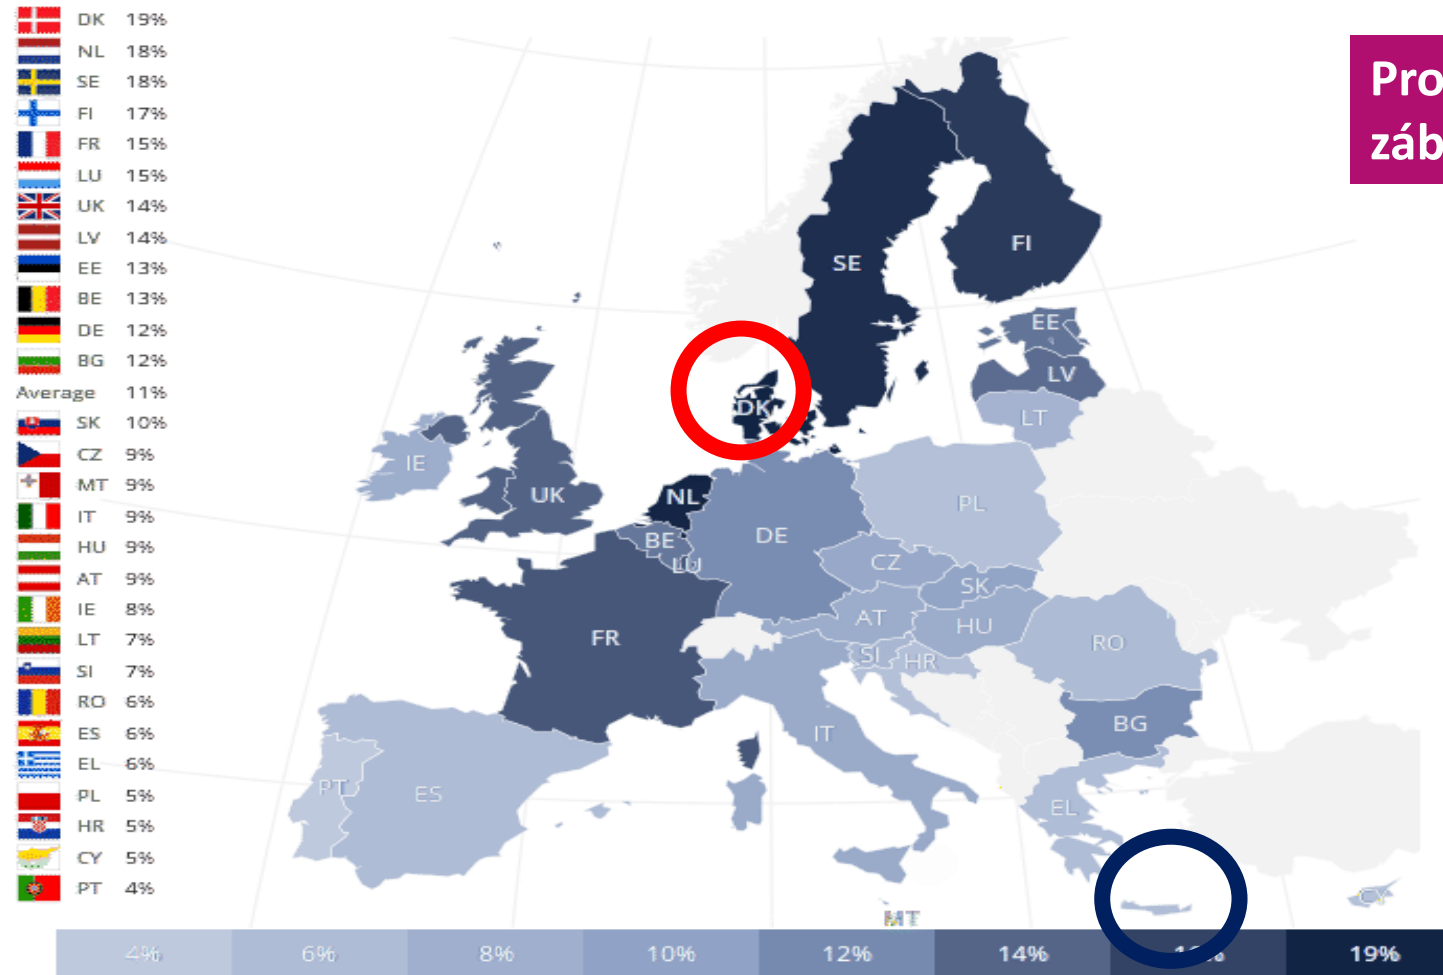 DK 19%
NL 18%
SE 18%
FI 17%
FR 15%
LU 15%
UK 14%
LV 14%
EE 13%
BE 13%
DE 12%
BG 12%
Average 11%
SK 10%
CZ 9%
MT 9%
IT 9%
HU 9%
AT 9%
IE 8%
LT 7%
SI 7%
RO 6%
ES 6%
EL 6%
PL 5%
HR 5%
CY 5%
PT 4%
Pro
záb
FI
SE
EE
LV
LT
DK
IE
UK
NL
PL
BE
DE
LU
CZ
SK
AT
HU
FR
SI
HR
RO
BG
IT
PT
ES
EL
CY
MT
4% 6% 8% 10% 12% 14% 19%